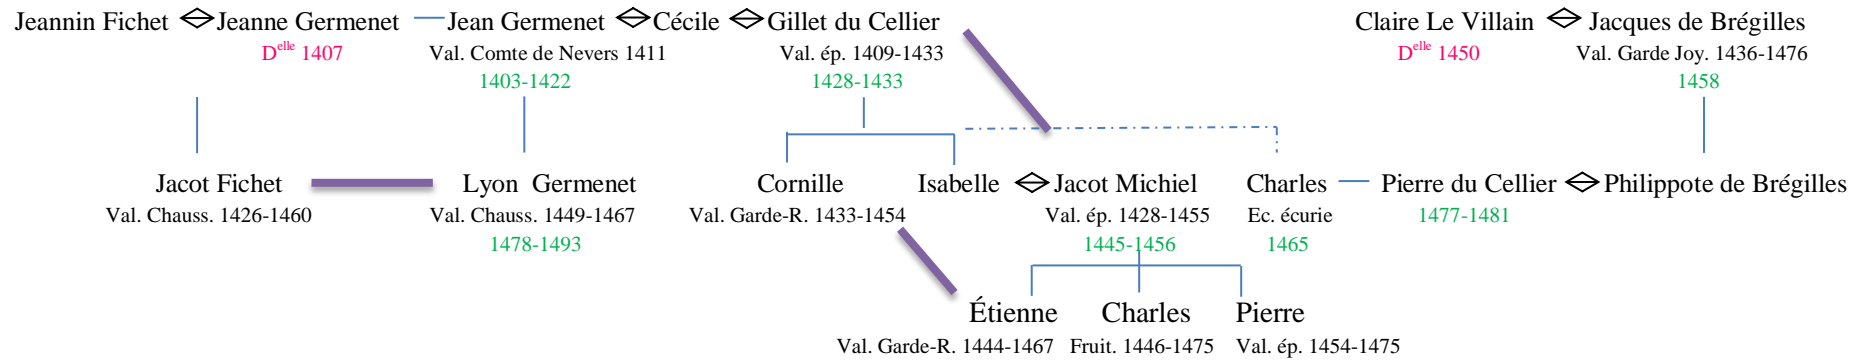 Jeannin Fichet Jeanne Germenet Jean Germenet Cécile Gillet du Cellier Claire Le Villain Jacques de Brégilles
Delle 1407 Val. Comte de Nevers 1411 Val. ép. 1409-1433 Delle 1450 Val. Garde Joy. 1436-1476
1403-1422 1428-1433 1458
Jacot Fichet Lyon Germenet Cornille Isabelle Jacot Michiel Charles Pierre du Cellier Philippote de Brégilles
Val. Chauss. 1426-1460 Val. Chauss. 1449-1467 Val. Garde-R. 1433-1454 Val. ép. 1428-1455 Ec. écurie 1477-1481
1478-1493 1445-1456 1465
Étienne Charles Pierre
Val. Garde-R. 1444-1467 Fruit. 1446-1475 Val. ép. 1454-1475